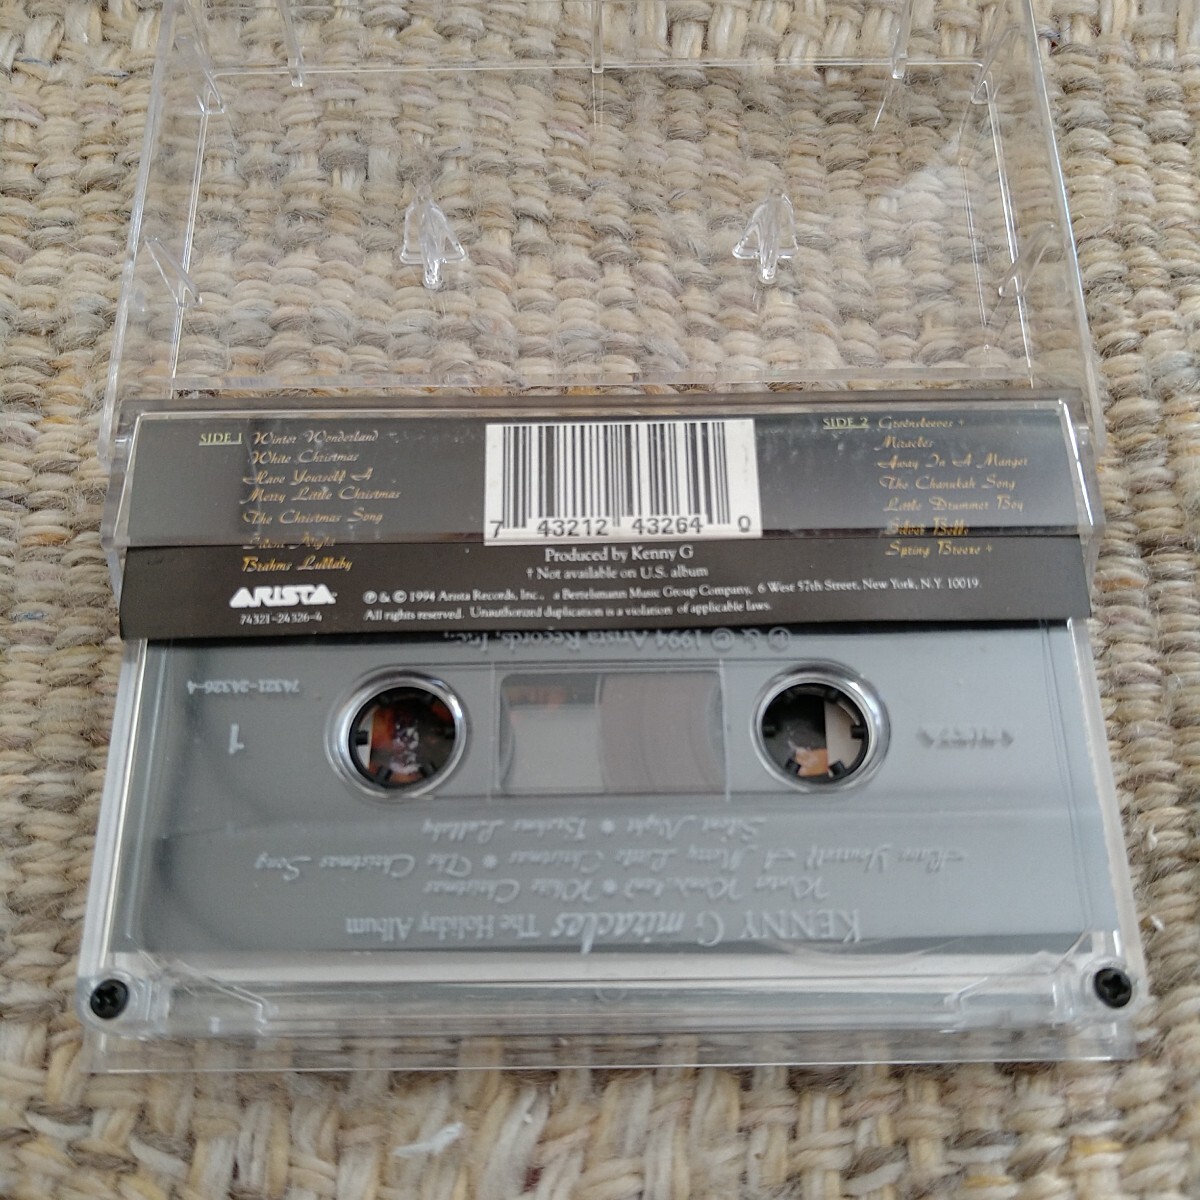 SIDE 1 Winter Wonderland
White Christmas
Have Yourself A
Merry Little Christmas
The Christmas Song
Silent Night
Brahms Lullaby
7 43212 43264 0
SIDE 2 Greensleeves †
Miracles
Away In A Manger
The Chanukah Song
Little Drummer Boy
Silver Bells
Spring Breeze †
Produced by Kenny G
† Not available on U.S. album
ARISTA
74321-24326-4
℗ & © 1994 Arista Records, Inc., a Bertelsmann Music Group Company, 6 West 57th Street, New York, N.Y. 10019.
All rights reserved. Unauthorized duplication is a violation of applicable laws.
KENNY G miracles The Holiday Album
Winter Wonderland • White Christmas
Have Yourself A Merry Little Christmas • The Christmas Song
Silent Night • Brahms Lullaby
ARISTA
1
74321-24326-4
℗ & © 1994 Arista Records, Inc.,